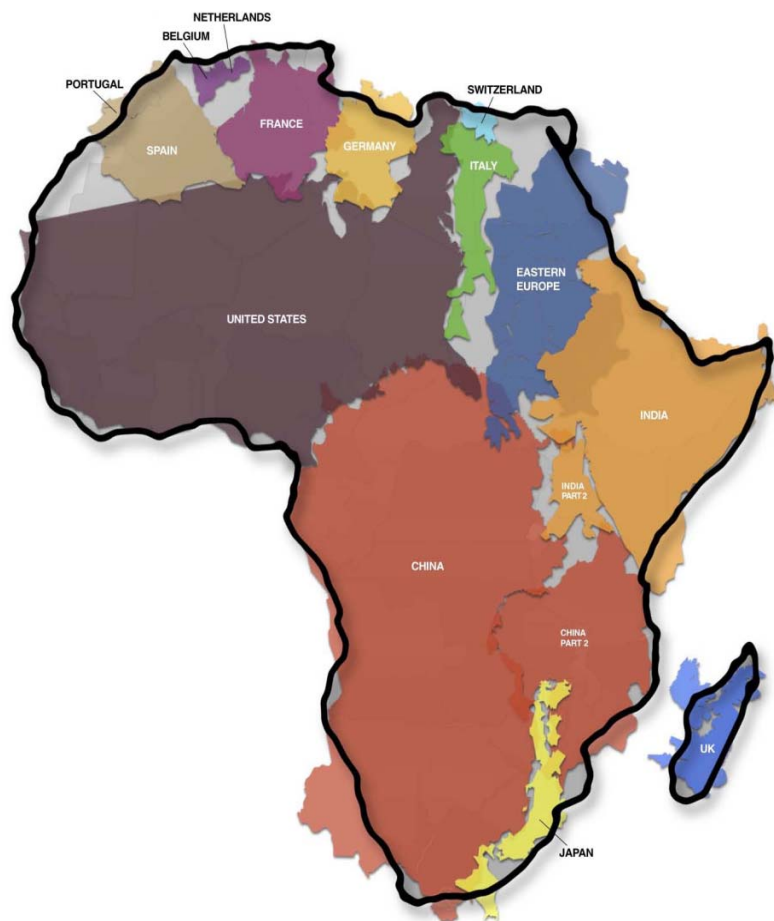 NETHERLANDS
BELGIUM
PORTUGAL
SWITZERLAND
SPAIN
FRANCE
GERMANY
ITALY
EASTERN
EUROPE
UNITED STATES
INDIA
INDIA
PART 2
CHINA
CHINA
PART 2
UK
JAPAN